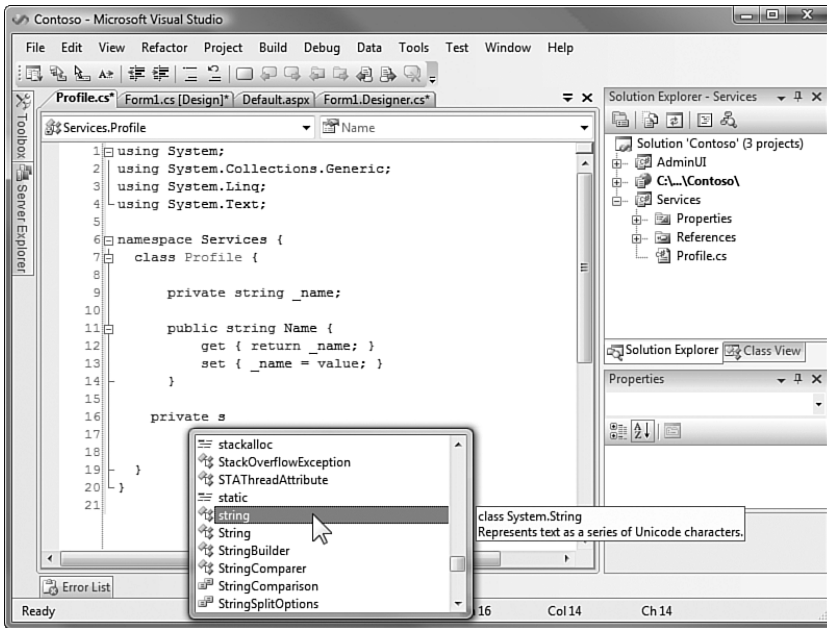 Contoso - Microsoft Visual Studio
File Edit View Refactor Project Build Debug Data Tools Test Window Help
Profile.cs* Form1.cs [Design]* Default.aspx Form1.Designer.cs*
Solution Explorer - Services
Toolbox
Server Explorer
Services.Profile Name
1 using System;
2 using System.Collections.Generic;
3 using System.Linq;
4 using System.Text;
5
6 namespace Services {
7 class Profile {
8
9 private string _name;
10
11 public string Name {
12 get { return _name; }
13 set { _name = value; }
14 }
15
16 private s
17
18
19 }
20 }
21
stackalloc
StackOverflowException
STAThreadAttribute
static
string
String
StringBuilder
StringComparer
StringComparison
StringSplitOptions
class System.String
Represents text as a series of Unicode characters.
Solution 'Contoso' (3 projects)
AdminUI
C:\...\Contoso\
Services
Properties
References
Profile.cs
Solution Explorer Class View
Properties
Error List
Ready 16 Col 14 Ch 14